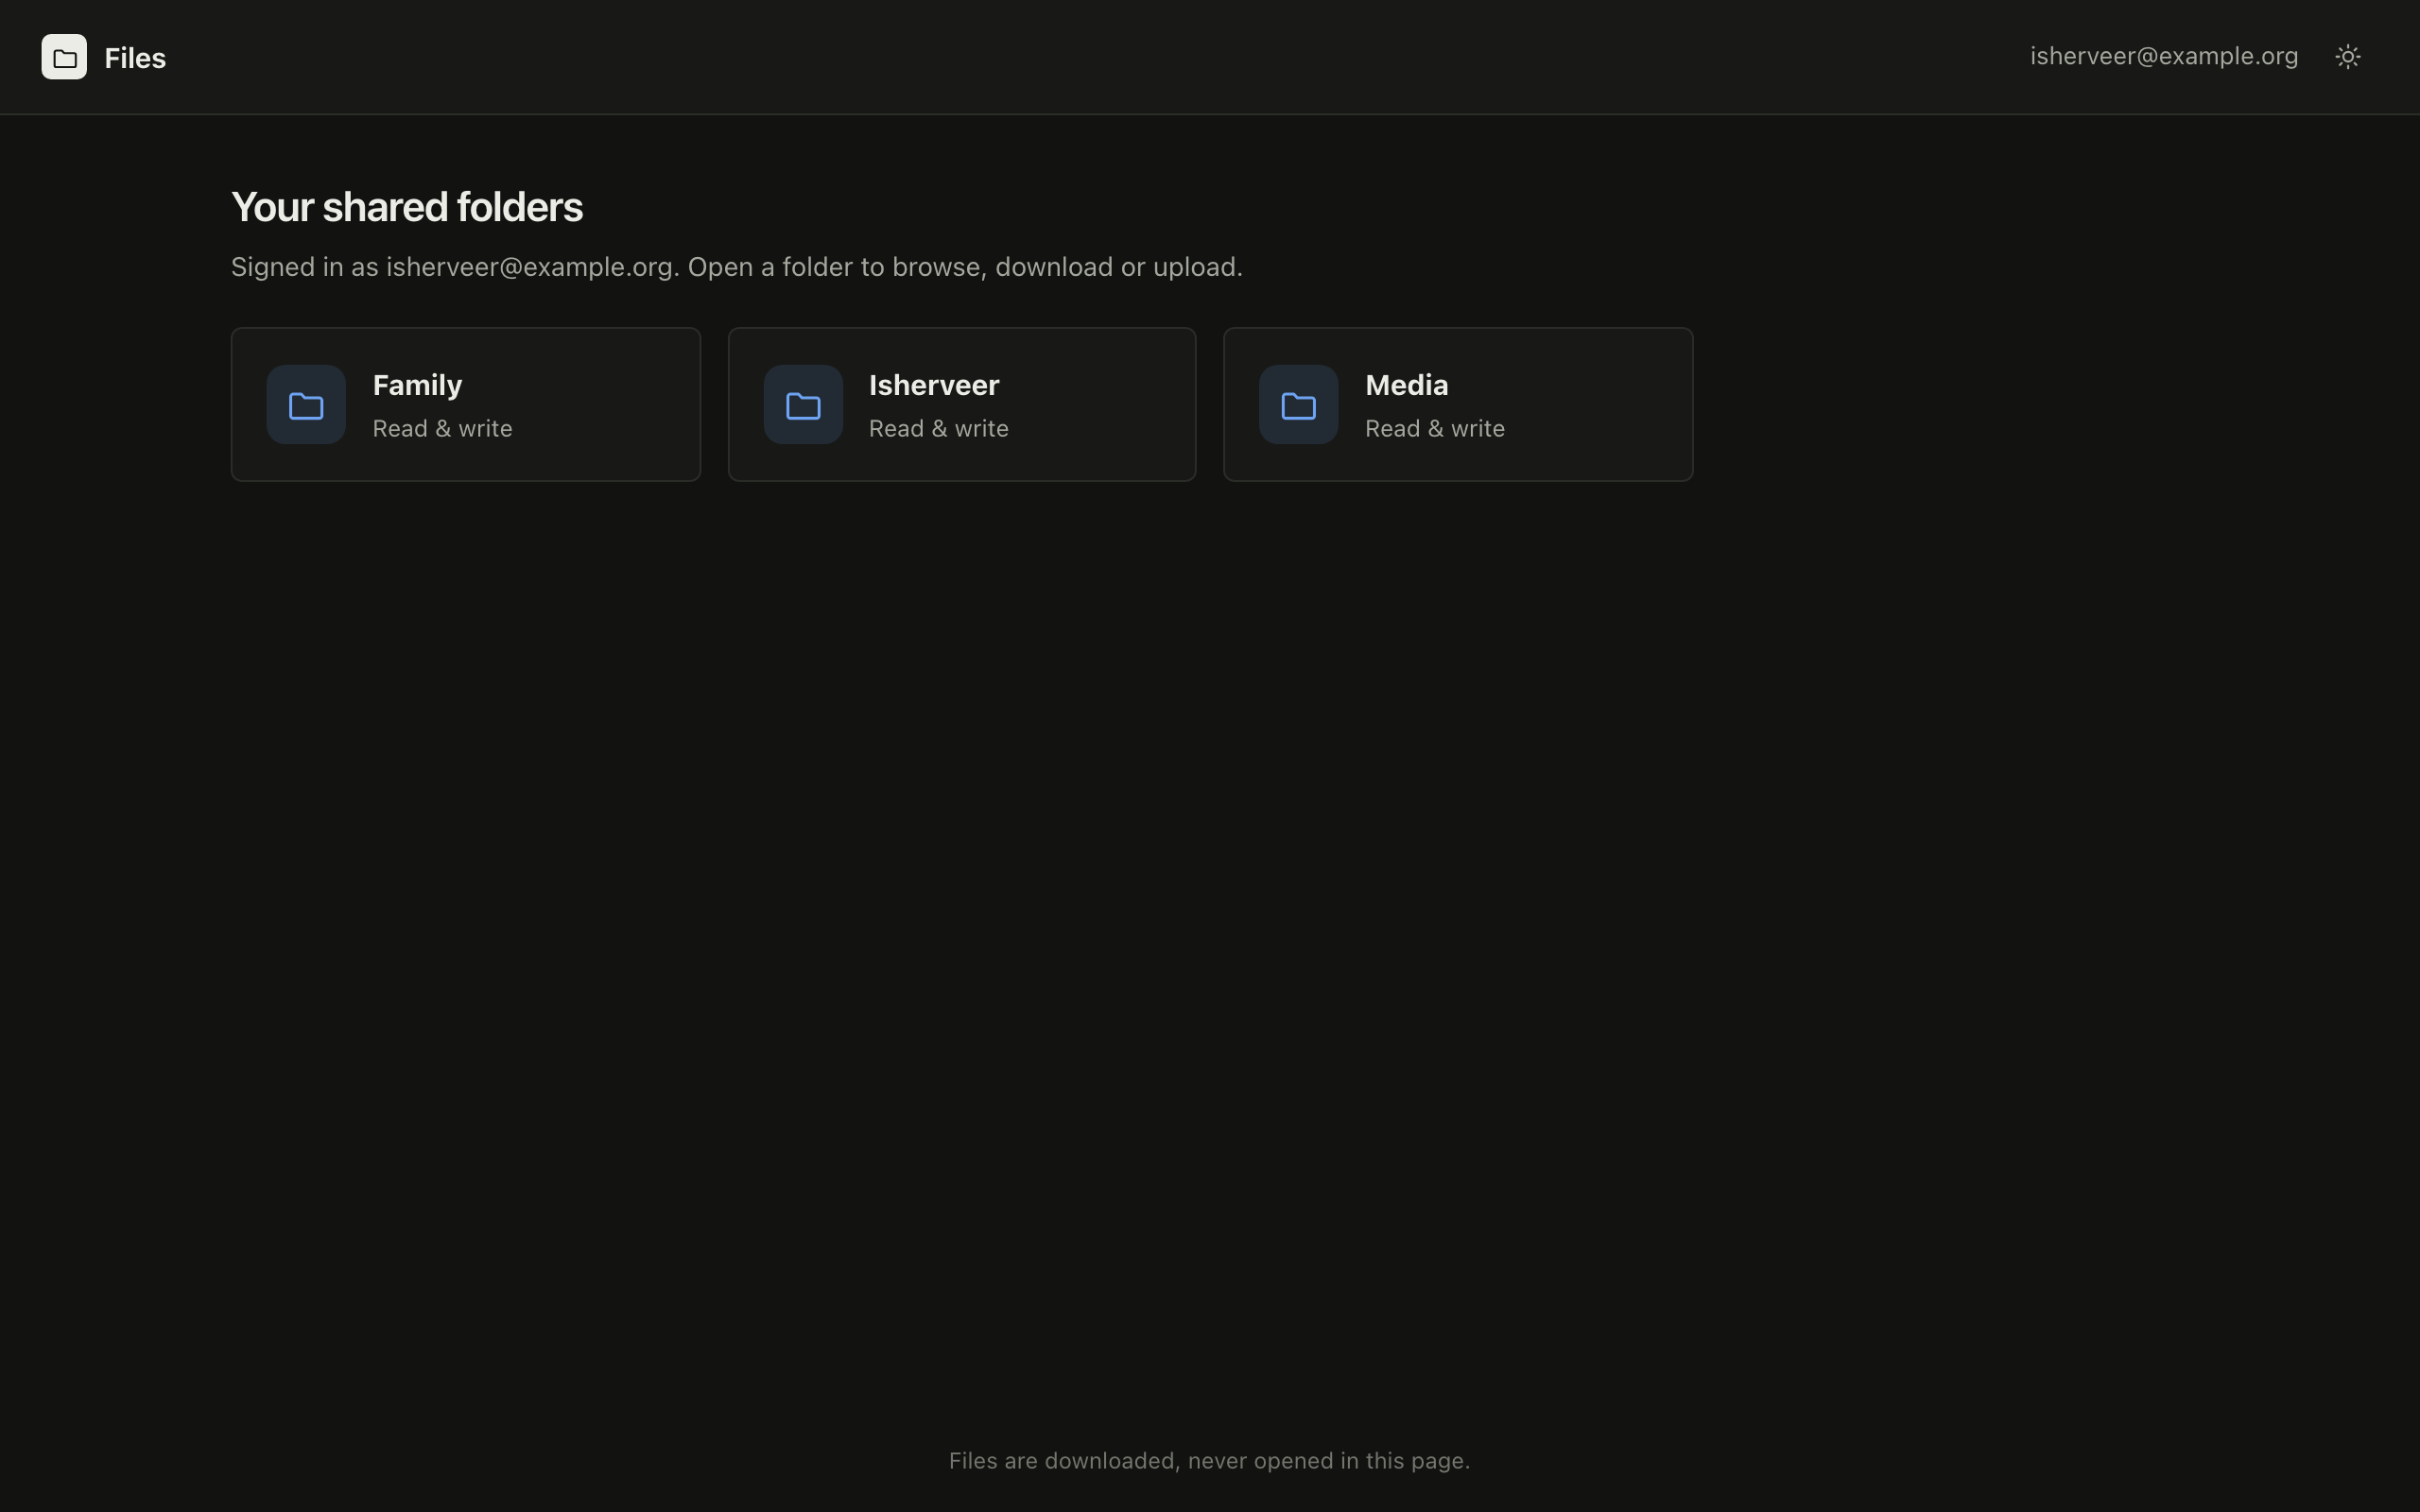 Files
isherveer@example.org
Your shared folders
Signed in as isherveer@example.org. Open a folder to browse, download or upload.
Family
Read & write
Isherveer
Read & write
Media
Read & write
Files are downloaded, never opened in this page.